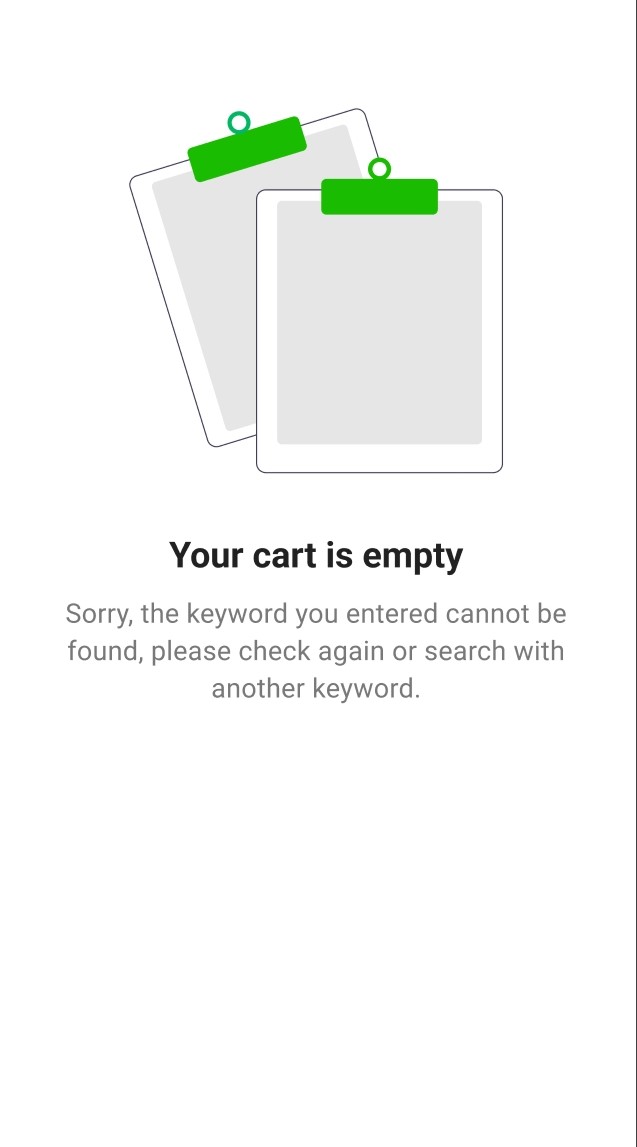 Your cart is empty
Sorry, the keyword you entered cannot be
found, please check again or search with
another keyword.